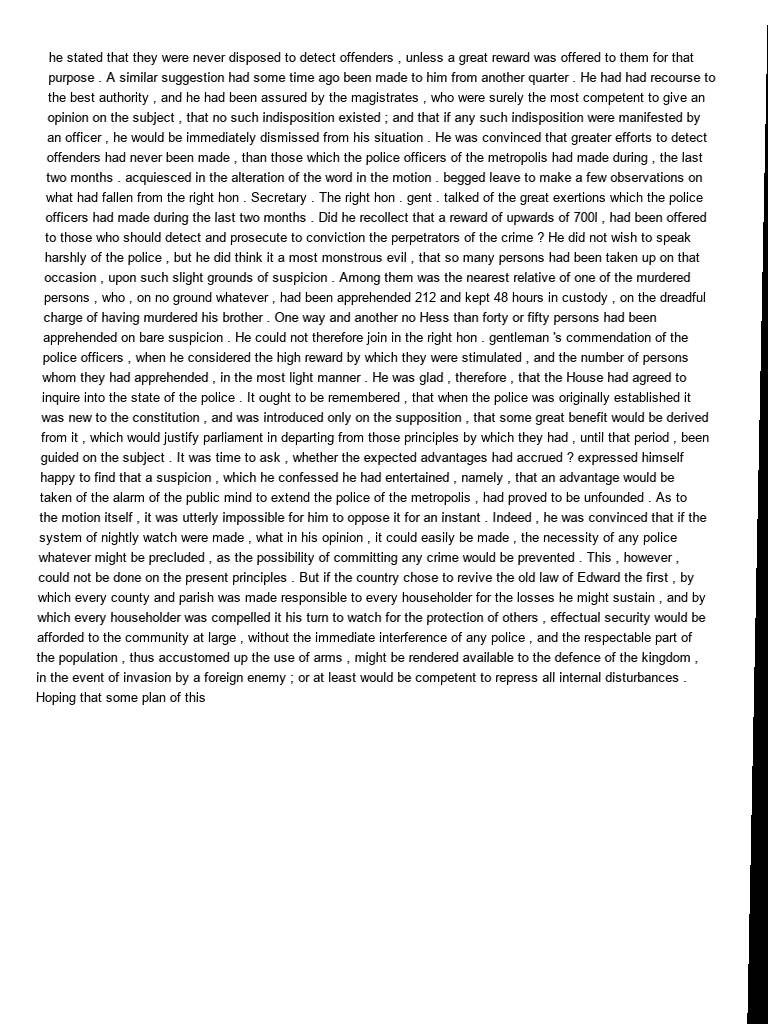 he stated that they were never disposed to detect offenders , unless a great reward was offered to them for that
purpose . A similar suggestion had some time ago been made to him from another quarter . He had had recourse to
the best authority , and he had been assured by the magistrates , who were surely the most competent to give an
opinion on the subject , that no such indisposition existed ; and that if any such indisposition were manifested by
an officer , he would be immediately dismissed from his situation . He was convinced that greater efforts to detect
offenders had never been made , than those which the police officers of the metropolis had made during , the last
two months . acquiesced in the alteration of the word in the motion . begged leave to make a few observations on
what had fallen from the right hon . Secretary . The right hon . gent . talked of the great exertions which the police
officers had made during the last two months . Did he recollect that a reward of upwards of 700l , had been offered
to those who should detect and prosecute to conviction the perpetrators of the crime ? He did not wish to speak
harshly of the police , but he did think it a most monstrous evil , that so many persons had been taken up on that
occasion , upon such slight grounds of suspicion . Among them was the nearest relative of one of the murdered
persons , who , on no ground whatever , had been apprehended 212 and kept 48 hours in custody , on the dreadful
charge of having murdered his brother . One way and another no Hess than forty or fifty persons had been
apprehended on bare suspicion . He could not therefore join in the right hon . gentleman 's commendation of the
police officers , when he considered the high reward by which they were stimulated , and the number of persons
whom they had apprehended , in the most light manner . He was glad , therefore , that the House had agreed to
inquire into the state of the police . It ought to be remembered , that when the police was originally established it
was new to the constitution , and was introduced only on the supposition , that some great benefit would be derived
from it , which would justify parliament in departing from those principles by which they had , until that period , been
guided on the subject . It was time to ask , whether the expected advantages had accrued ? expressed himself
happy to find that a suspicion , which he confessed he had entertained , namely , that an advantage would be
taken of the alarm of the public mind to extend the police of the metropolis , had proved to be unfounded . As to
the motion itself , it was utterly impossible for him to oppose it for an instant . Indeed , he was convinced that if the
system of nightly watch were made , what in his opinion , it could easily be made , the necessity of any police
whatever might be precluded , as the possibility of committing any crime would be prevented . This , however ,
could not be done on the present principles . But if the country chose to revive the old law of Edward the first , by
which every county and parish was made responsible to every householder for the losses he might sustain , and by
which every householder was compelled it his turn to watch for the protection of others , effectual security would be
afforded to the community at large , without the immediate interference of any police , and the respectable part of
the population , thus accustomed up the use of arms , might be rendered available to the defence of the kingdom ,
in the event of invasion by a foreign enemy ; or at least would be competent to repress all internal disturbances .
Hoping that some plan of this